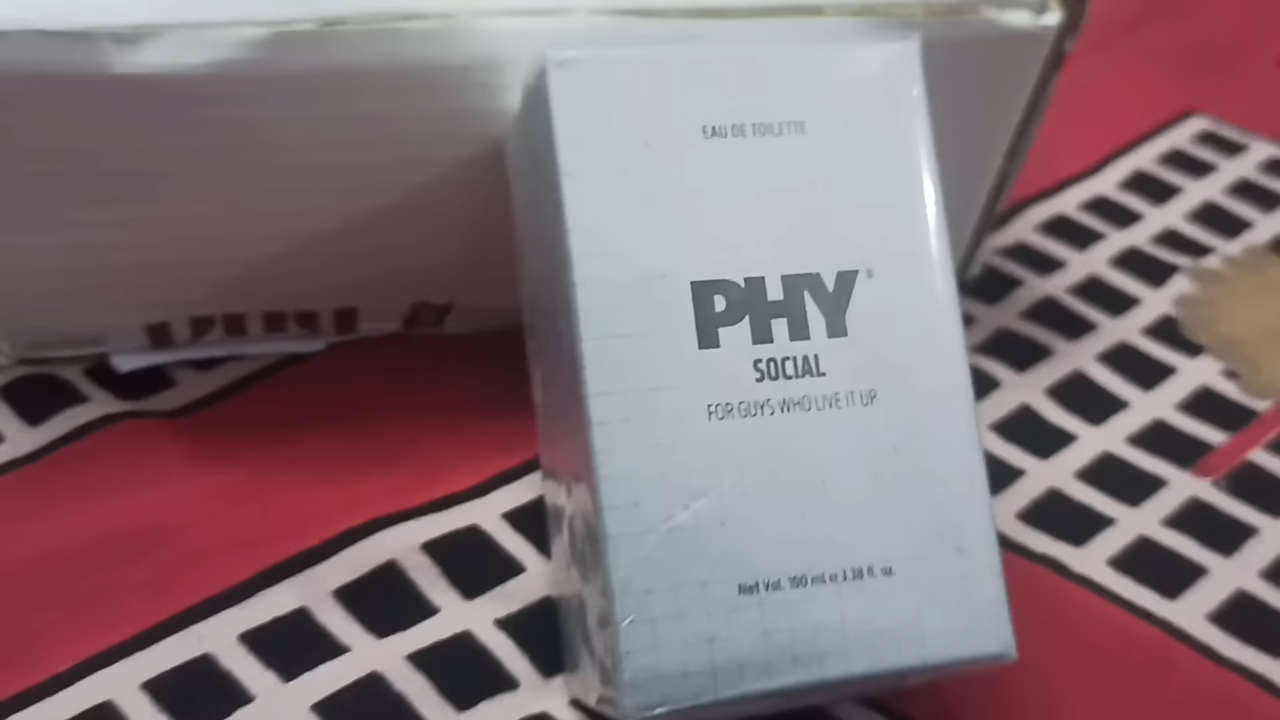 EAU DE TOILETTE
PHY®
SOCIAL
FOR GUYS WHO LIVE IT UP
Net Vol. 100 ml e 3.38 fl. oz.